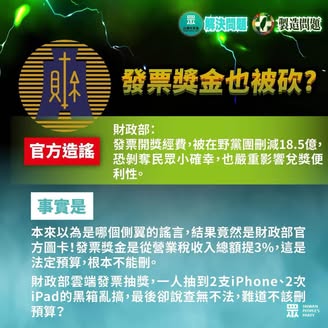 解決問題 製造問題
財
發票獎金也被砍?
官方造謠
財政部:
發票開獎經費,被在野黨團刪減18.5億,
恐剝奪民眾小確幸,也嚴重影響兌獎便
利性。
事實是
本來以為是哪個側翼的謠言,結果竟然是財政部官
方圖卡!發票獎金是從營業稅收入總額提3%,這是
法定預算,根本不能刪。
財政部雲端發票抽獎,一人抽到2支iPhone、2次
iPad的黑箱亂搞,最後卻說查無不法,難道不該刪
預算?
眾 TAIWAN
PEOPLE'S
PARTY